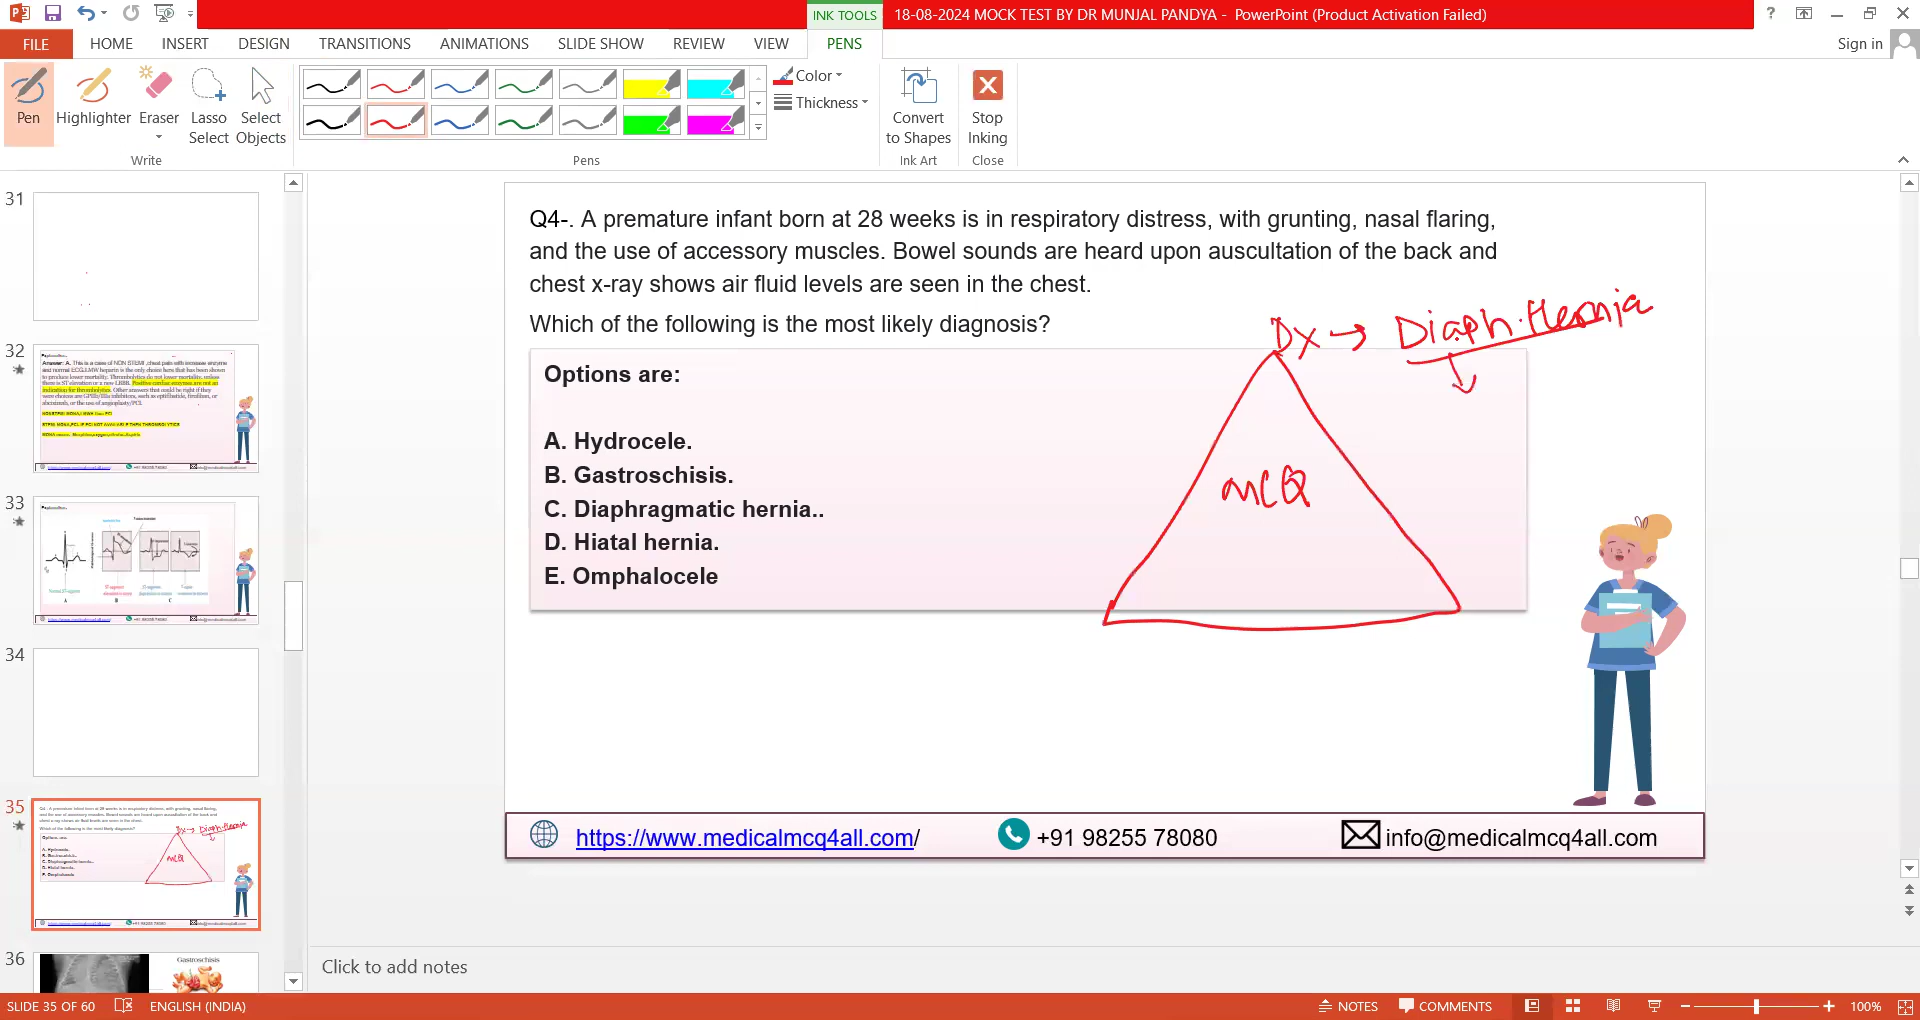 INK TOOLS
18-08-2024 MOCK TEST BY DR MUNJAL PANDYA - PowerPoint (Product Activation Failed)
FILE HOME INSERT DESIGN TRANSITIONS ANIMATIONS SLIDE SHOW REVIEW VIEW PENS
Sign in
Pen
Highlighter
Eraser
Lasso Select
Select Objects
Color
Thickness
Convert to Shapes
Stop Inking
Write
Pens
Ink Art
Close
31
32
33
34
35
36
Gastroschisis
Q4-. A premature infant born at 28 weeks is in respiratory distress, with grunting, nasal flaring,
and the use of accessory muscles. Bowel sounds are heard upon auscultation of the back and
chest x-ray shows air fluid levels are seen in the chest.
Which of the following is the most likely diagnosis?
Dx → Diaph. Hernia
Options are:
A. Hydrocele.
B. Gastroschisis.
MCQ
C. Diaphragmatic hernia..
D. Hiatal hernia.
E. Omphalocele
https://www.medicalmcq4all.com/
+91 98255 78080
info@medicalmcq4all.com
Click to add notes
SLIDE 35 OF 60
ENGLISH (INDIA)
NOTES
COMMENTS
100%